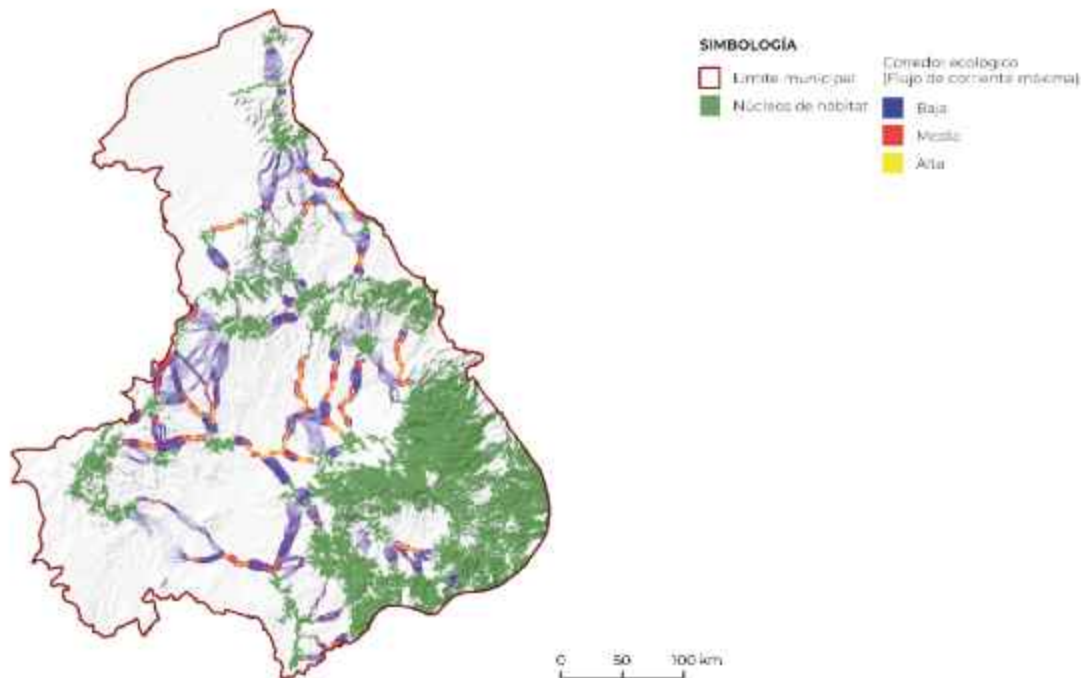 SIMBOLOGÍA
Límite municipal
Núcleos de hábitat
Corredor ecológico
(Flujo de corriente máxima)
Baja
Media
Alta
0 50 100 km